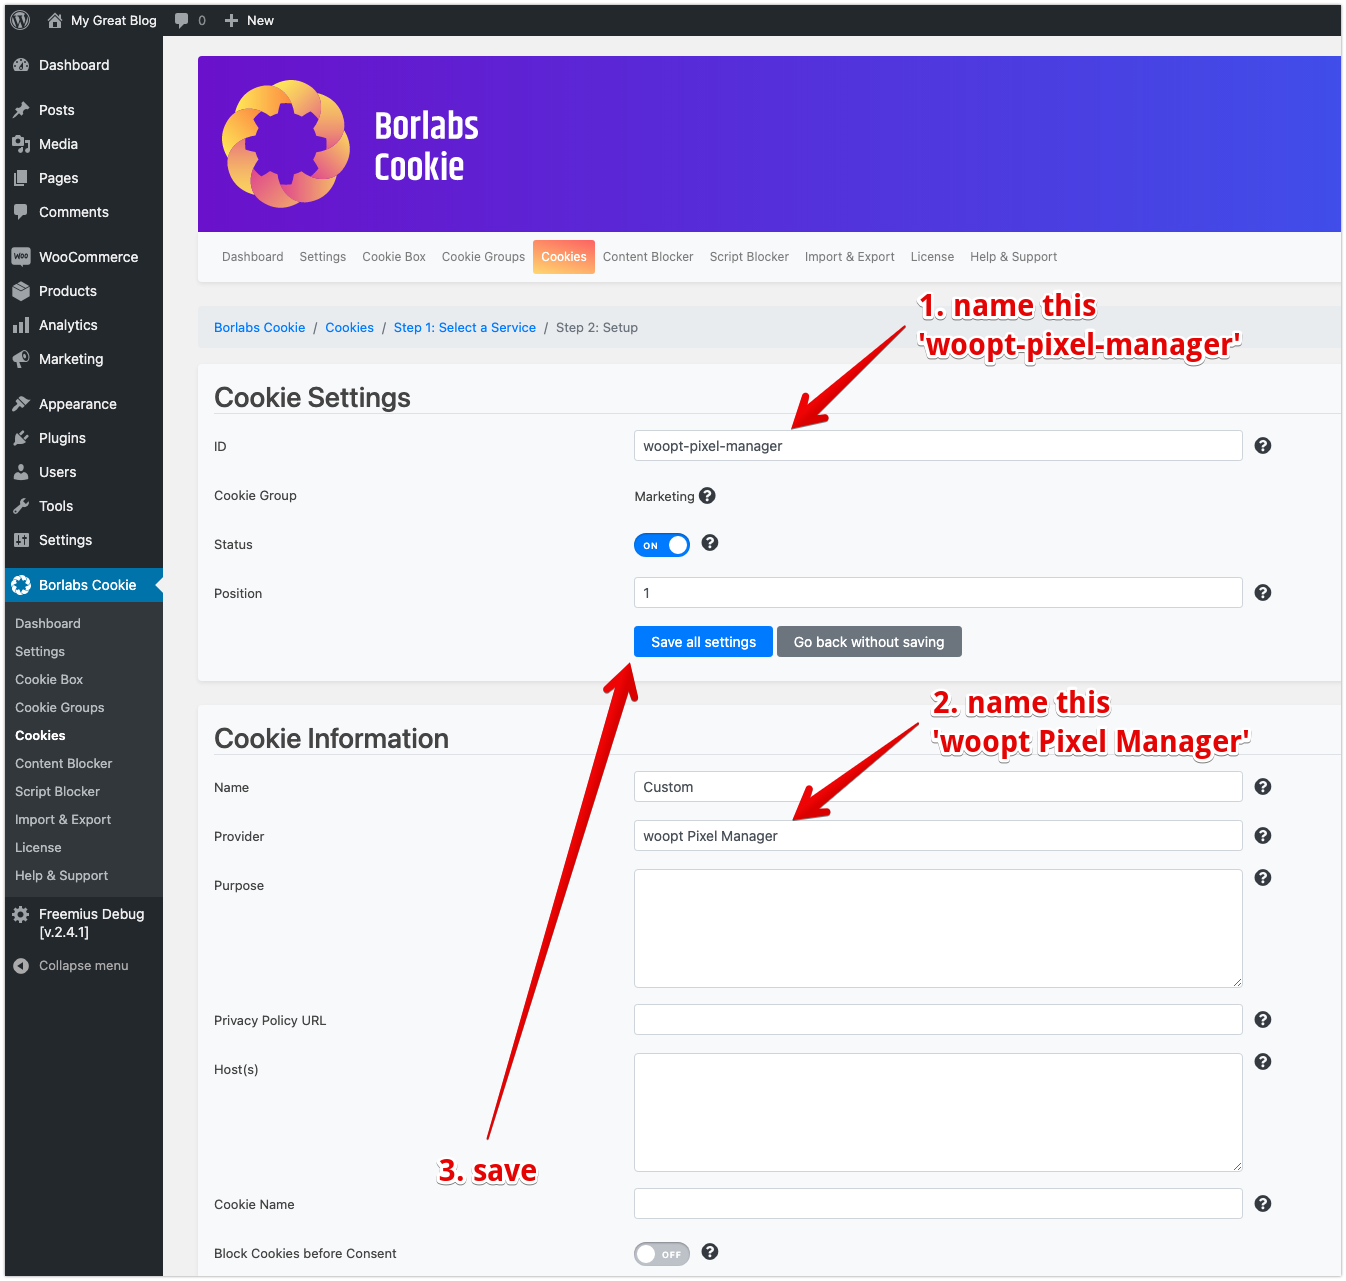 My Great Blog 0 New
Dashboard
Posts
Media
Pages
Comments
WOO WooCommerce
Products
Analytics
Marketing
Appearance
Plugins
Users
Tools
Settings
Borlabs Cookie
Dashboard
Settings
Cookie Box
Cookie Groups
Cookies
Content Blocker
Script Blocker
Import & Export
License
Help & Support
Freemius Debug
[v.2.4.1]
Collapse menu
Borlabs
Cookie
Dashboard Settings Cookie Box Cookie Groups Cookies Content Blocker Script Blocker Import & Export License Help & Support
Borlabs Cookie / Cookies / Step 1: Select a Service / Step 2: Setup
1. name this
'woopt-pixel-manager'
Cookie Settings
ID woopt-pixel-manager ?
Cookie Group Marketing ?
Status ON ?
Position 1 ?
Save all settings Go back without saving
2. name this
'woopt Pixel Manager'
Cookie Information
Name Custom ?
Provider woopt Pixel Manager ?
Purpose ?
Privacy Policy URL ?
Host(s) ?
3. save
Cookie Name ?
Block Cookies before Consent OFF ?